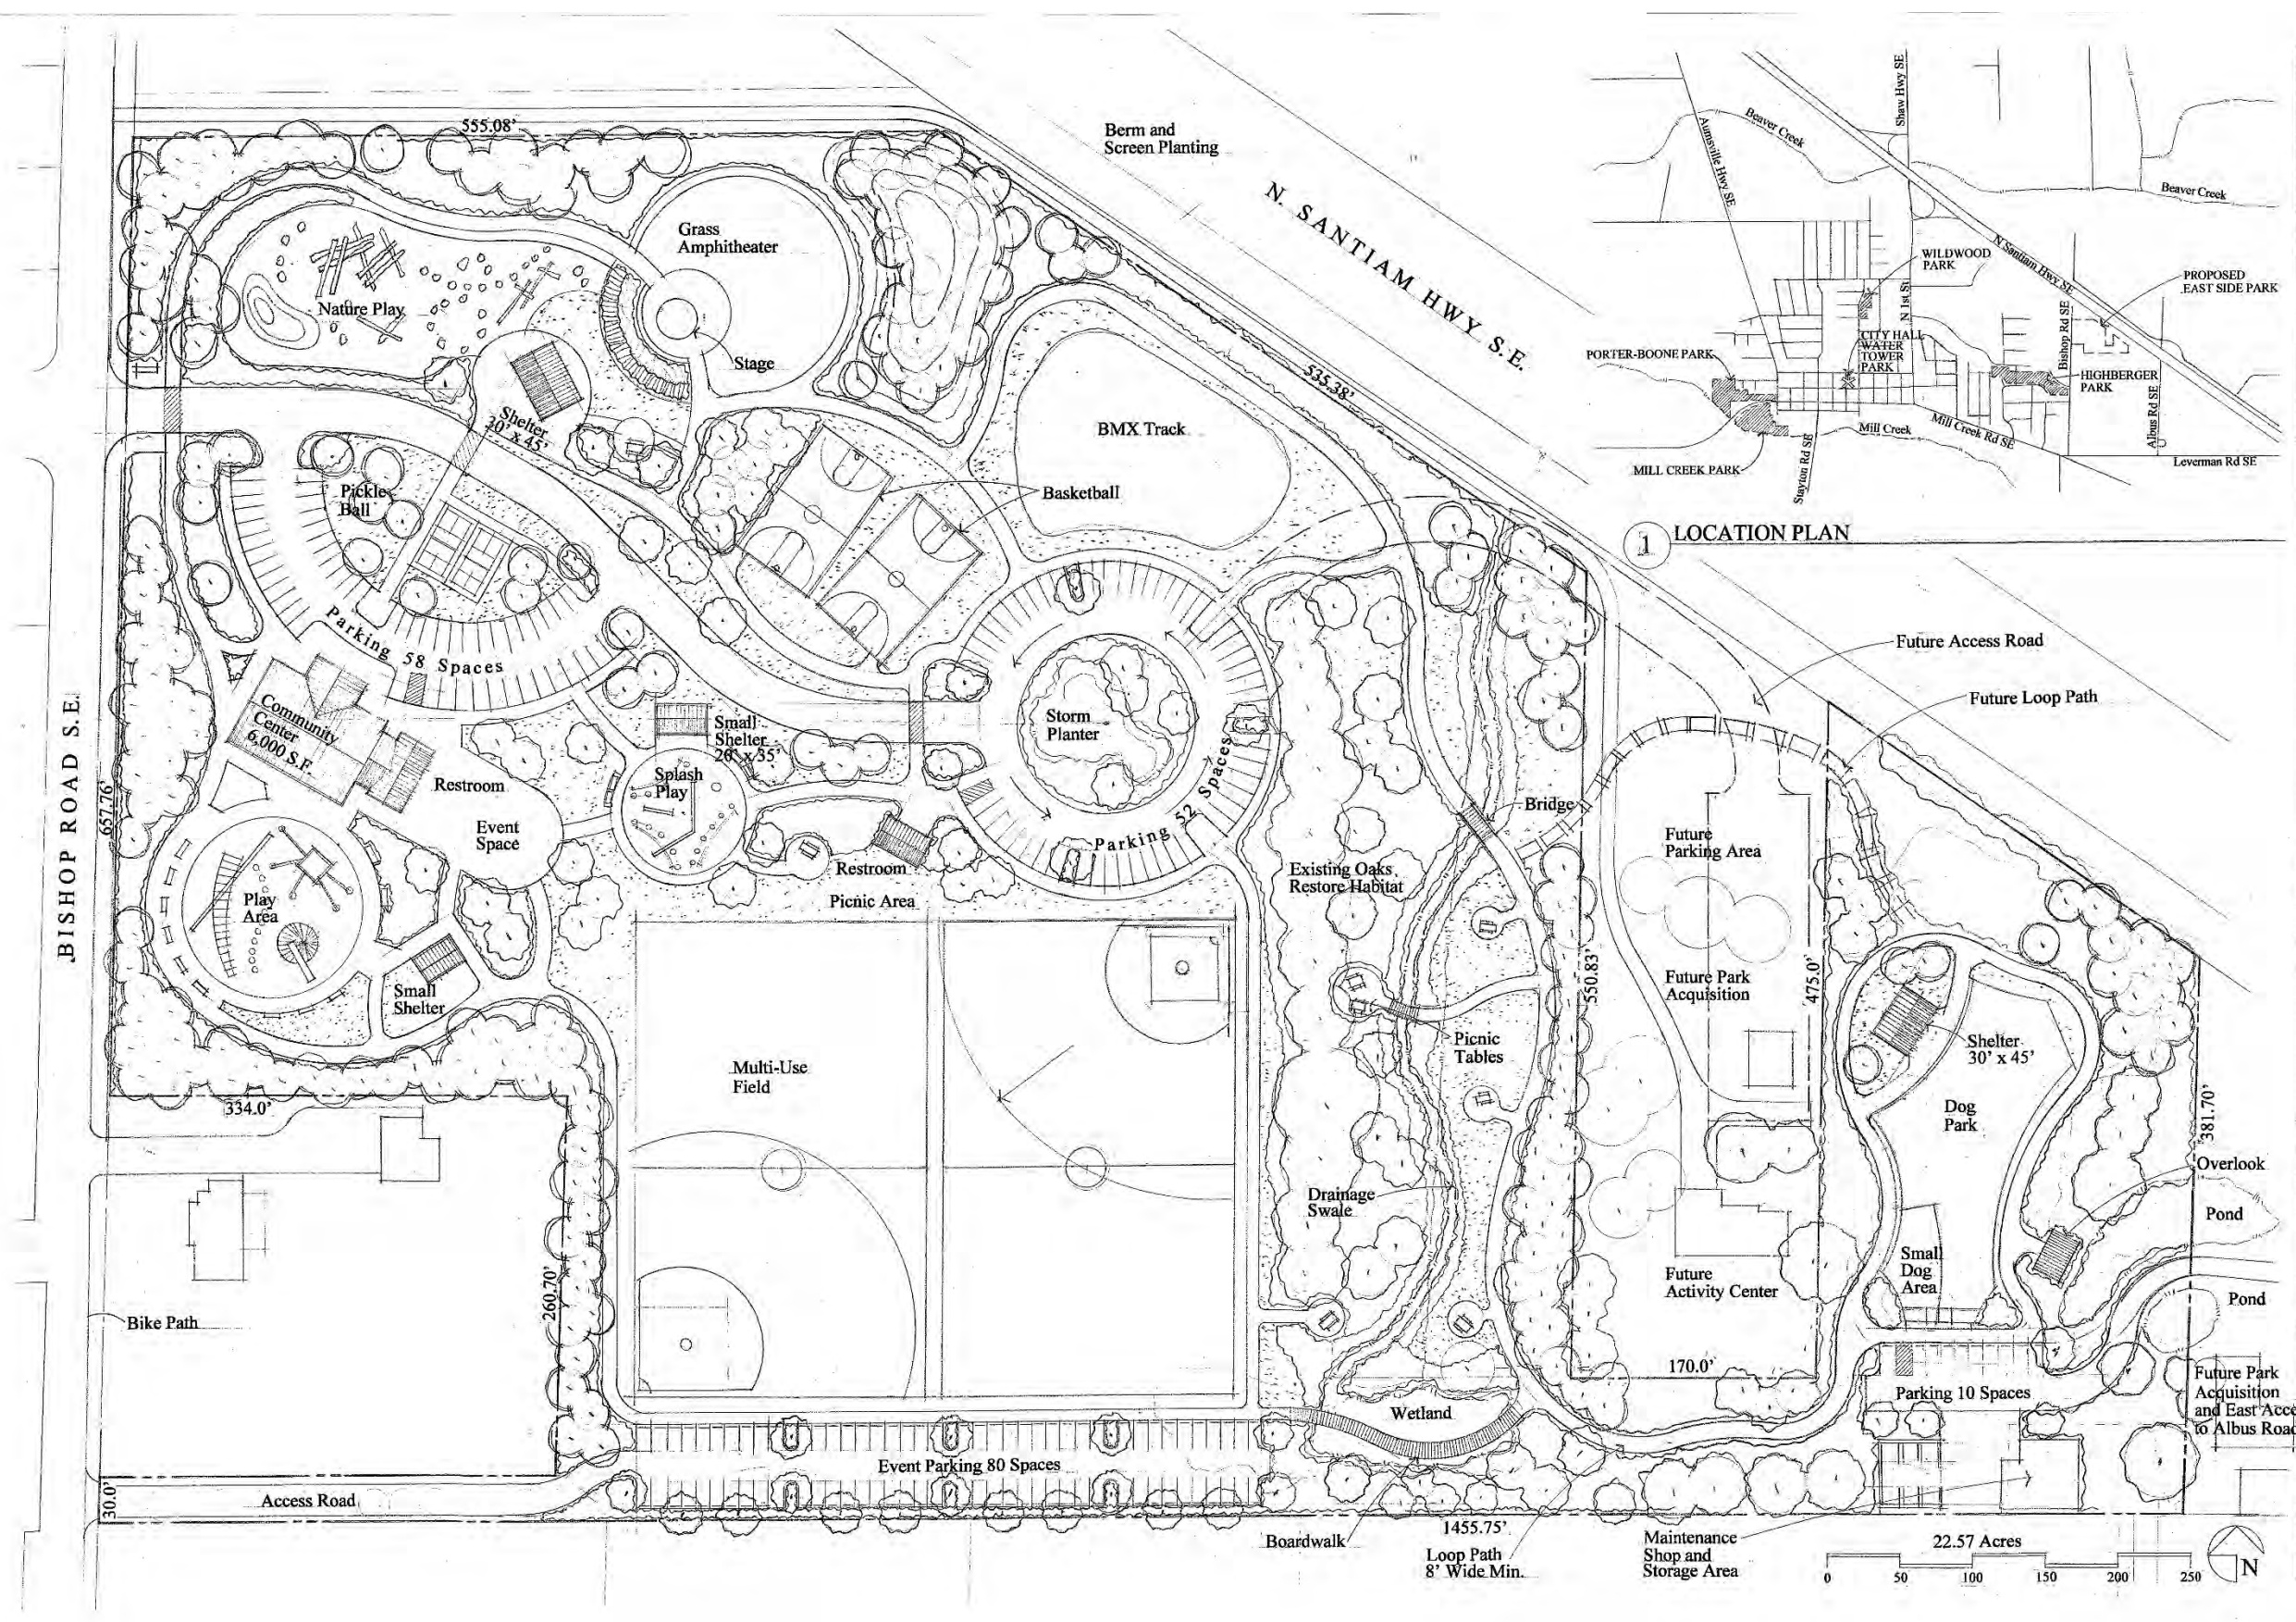 555.08'
Berm and
Screen Planting
N. SANTIAM HWY S.E.
535.38'
Grass
Amphitheater
Nature Play
Stage
Shelter
30' x 45'
BMX Track
Basketball
Pickle
Ball
Parking 58 Spaces
Community
Center
6,000 S.F.
Restroom
Event
Space
Small
Shelter
20' x 35'
Splash
Play
Storm
Planter
Parking 52 Spaces
Restroom
Picnic Area
Play
Area
Small
Shelter
BISHOP ROAD S.E.
657.76'
334.0'
260.70'
Bike Path
30.0'
Access Road
Multi-Use
Field
Event Parking 80 Spaces
Existing Oaks
Restore Habitat
Bridge
Picnic
Tables
Drainage
Swale
Wetland
Boardwalk
1455.75'
Loop Path
8' Wide Min.
550.83'
Future
Parking Area
Future Park
Acquisition
475.0'
Future
Activity Center
170.0'
Future Access Road
Future Loop Path
Shelter
30' x 45'
Dog
Park
Small
Dog
Area
381.70'
Overlook
Pond
Pond
Parking 10 Spaces
Future Park
Acquisition
and East Acce
to Albus Road
Maintenance
Shop and
Storage Area
22.57 Acres
0 50 100 150 200 250
N
Shaw Hwy SE
Aumsville Hwy SE
Beaver Creek
Beaver Creek
N Santiam Hwy SE
WILDWOOD
PARK
PROPOSED
EAST SIDE PARK
N 1st St
CITY HALL
WATER
TOWER
PARK
Bishop Rd SE
PORTER-BOONE PARK
HIGHBERGER
PARK
Albus Rd SE
Mill Creek
Mill Creek Rd SE
MILL CREEK PARK
Stayton Rd SE
Leverman Rd SE
1 LOCATION PLAN